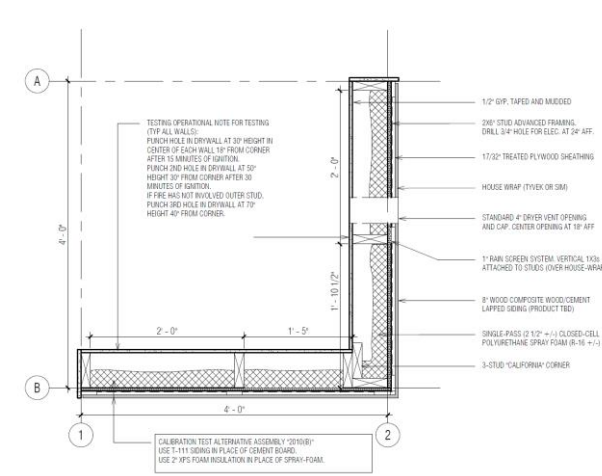 A
TESTING OPERATIONAL NOTE FOR TESTING
(TYP ALL WALLS):
PUNCH HOLE IN DRYWALL AT 30" HEIGHT IN
CENTER OF EACH WALL 18" FROM CORNER
AFTER 15 MINUTES OF IGNITION.
PUNCH 2ND HOLE IN DRYWALL AT 50"
HEIGHT 30" FROM CORNER AFTER 30
MINUTES OF IGNITION.
IF FIRE HAS NOT INVOLVED OUTER STUD,
PUNCH 3RD HOLE IN DRYWALL AT 70"
HEIGHT 40" FROM CORNER.
1/2" GYP. TAPED AND MUDDED
2X6" STUD ADVANCED FRAMING,
DRILL 3/4" HOLE FOR ELEC. AT 24" AFF.
17/32" TREATED PLYWOOD SHEATHING
HOUSE WRAP (TYVEK OR SIM)
STANDARD 4" DRYER VENT OPENING
AND CAP. CENTER OPENING AT 18" AFF
1" RAIN SCREEN SYSTEM. VERTICAL 1X3s
ATTACHED TO STUDS (OVER HOUSE-WRAP
8" WOOD COMPOSITE WOOD/CEMENT
LAPPED SIDING (PRODUCT TBD)
SINGLE-PASS (2 1/2" +/-) CLOSED-CELL
POLYURETHANE SPRAY FOAM (R-16 +/-)
3-STUD "CALIFORNIA" CORNER
4' - 0"
2' - 0"
1' - 10 1/2"
2' - 0"
1' - 5"
B
4' - 0"
1
2
CALIBRATION TEST ALTERNATIVE ASSEMBLY "2010(B)"
USE T-111 SIDING IN PLACE OF CEMENT BOARD.
USE 2" XPS FOAM INSULATION IN PLACE OF SPRAY-FOAM.